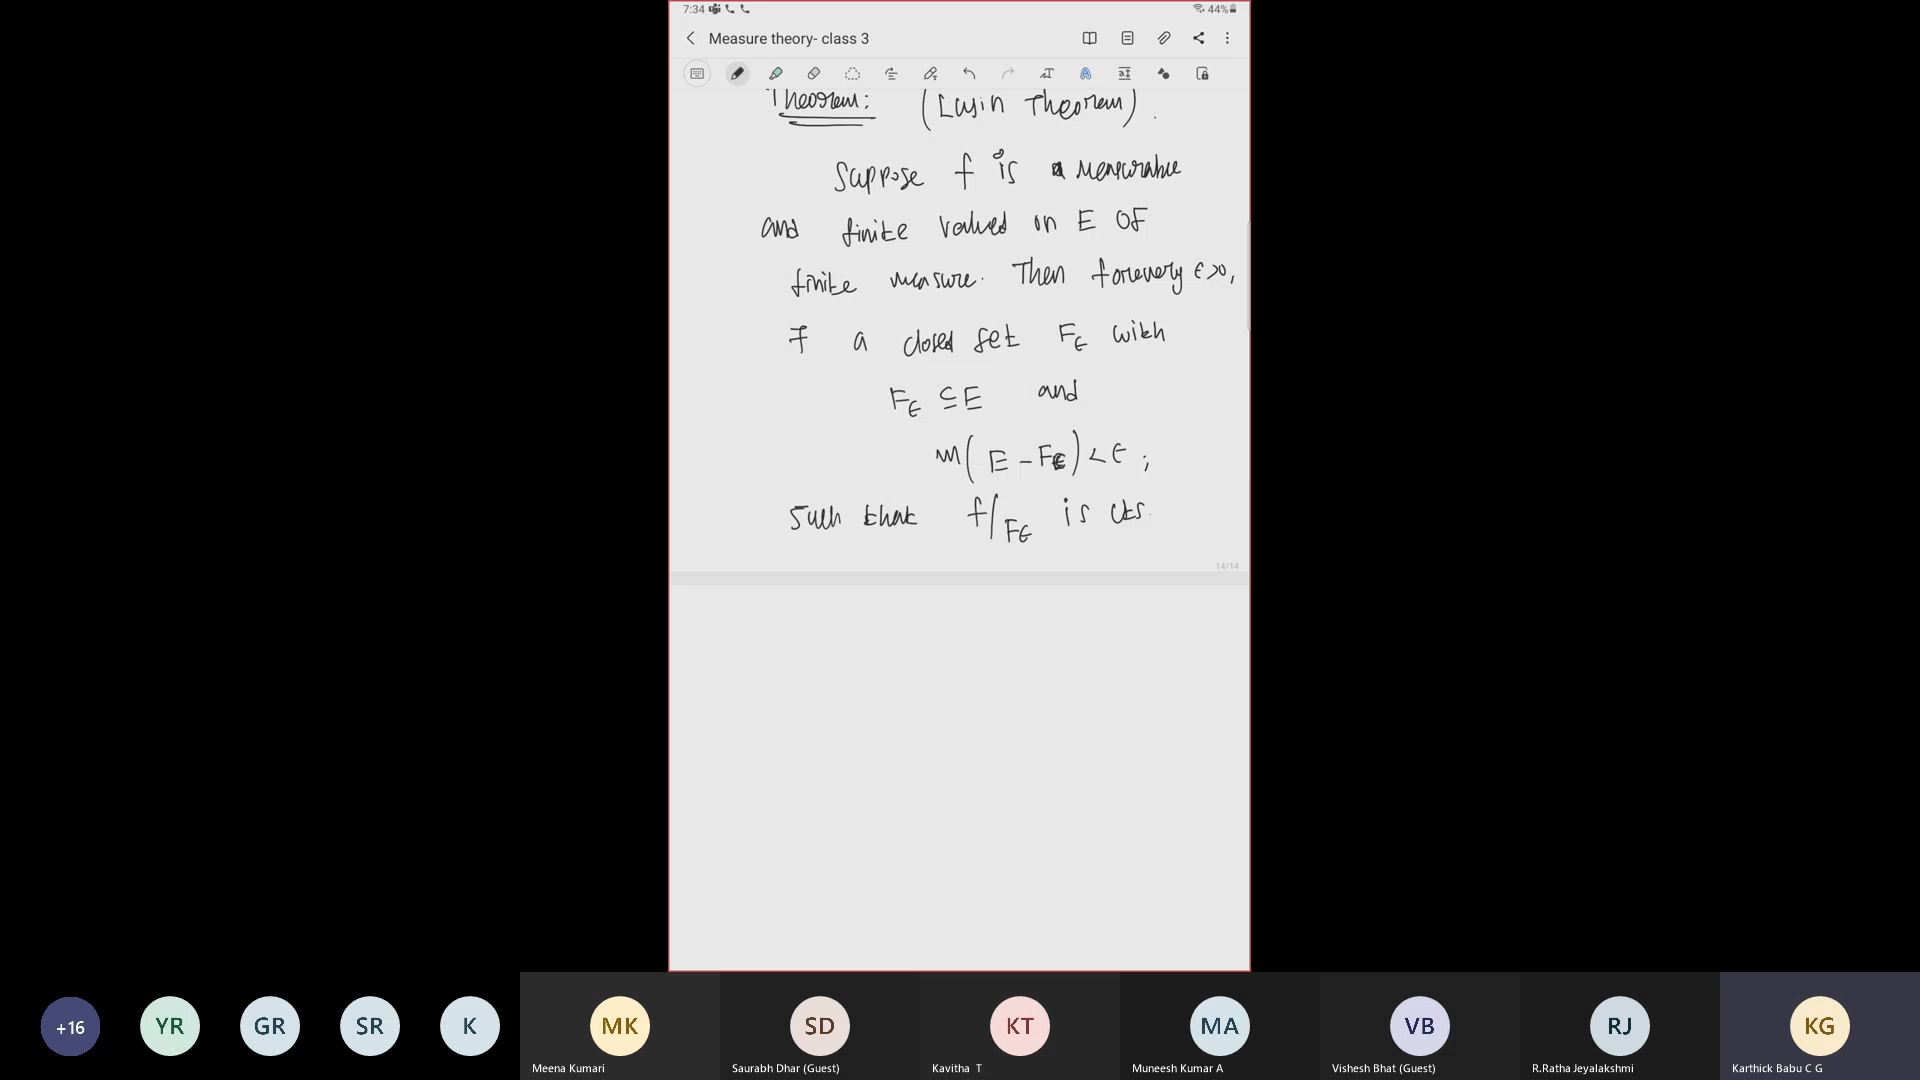 7:34
44%
Measure theory- class 3
Theorem: (Lusin Theorem).
Suppose f is a measurable
and finite valued on E OF
finite measure. Then forevery ϵ>0,
∃ a closed set Fϵ with
Fϵ ⊆ E and
m(E - Fϵ) < ϵ ;
Such that f/Fϵ is cts.
14/14
+16 YR GR SR K MK SD KT MA VB RJ KG
Meena Kumari Saurabh Dhar (Guest) Kavitha T Muneesh Kumar A Vishesh Bhat (Guest) R.Ratha Jeyalakshmi Karthick Babu C G